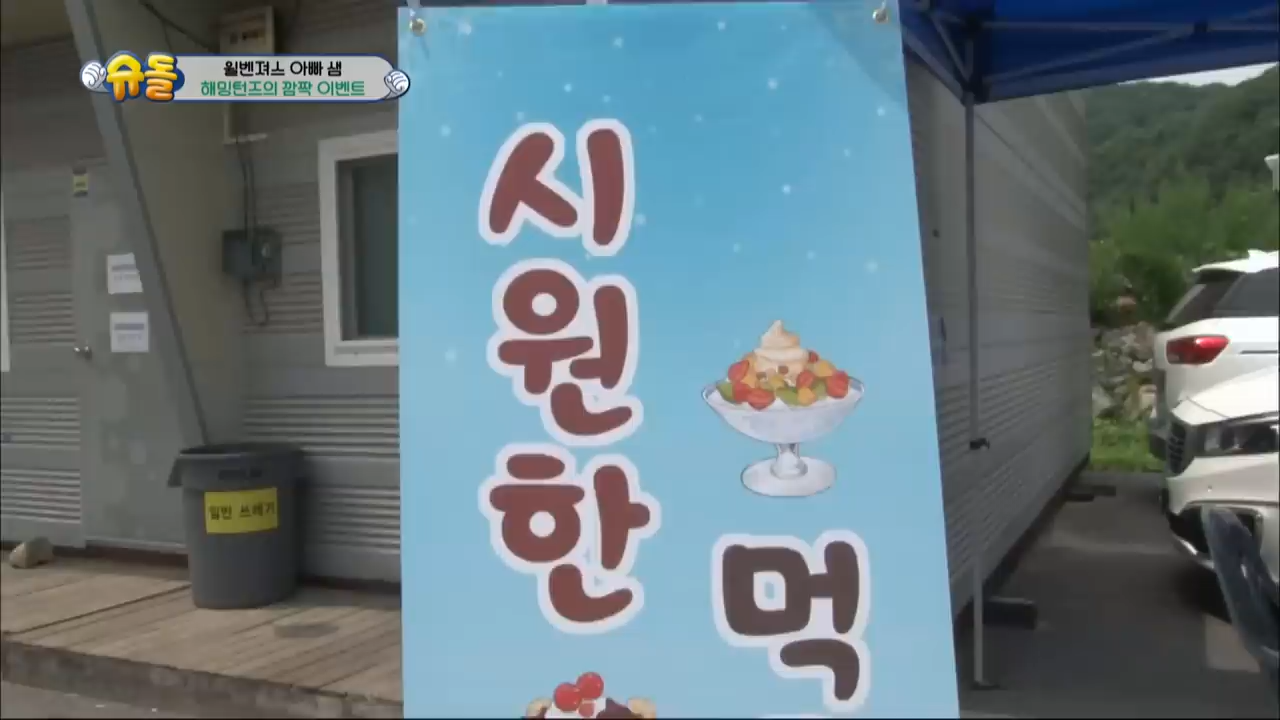 슈돌
윌벤져스 아빠 샘
해밍턴즈의 깜짝 이벤트
시원한
먹
일반 쓰레기